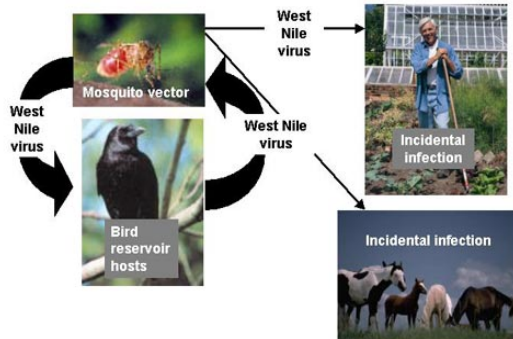 West
Nile
virus
Mosquito vector
West
Nile
virus
West Nile
virus
Bird
reservoir
hosts
Incidental
infection
Incidental infection